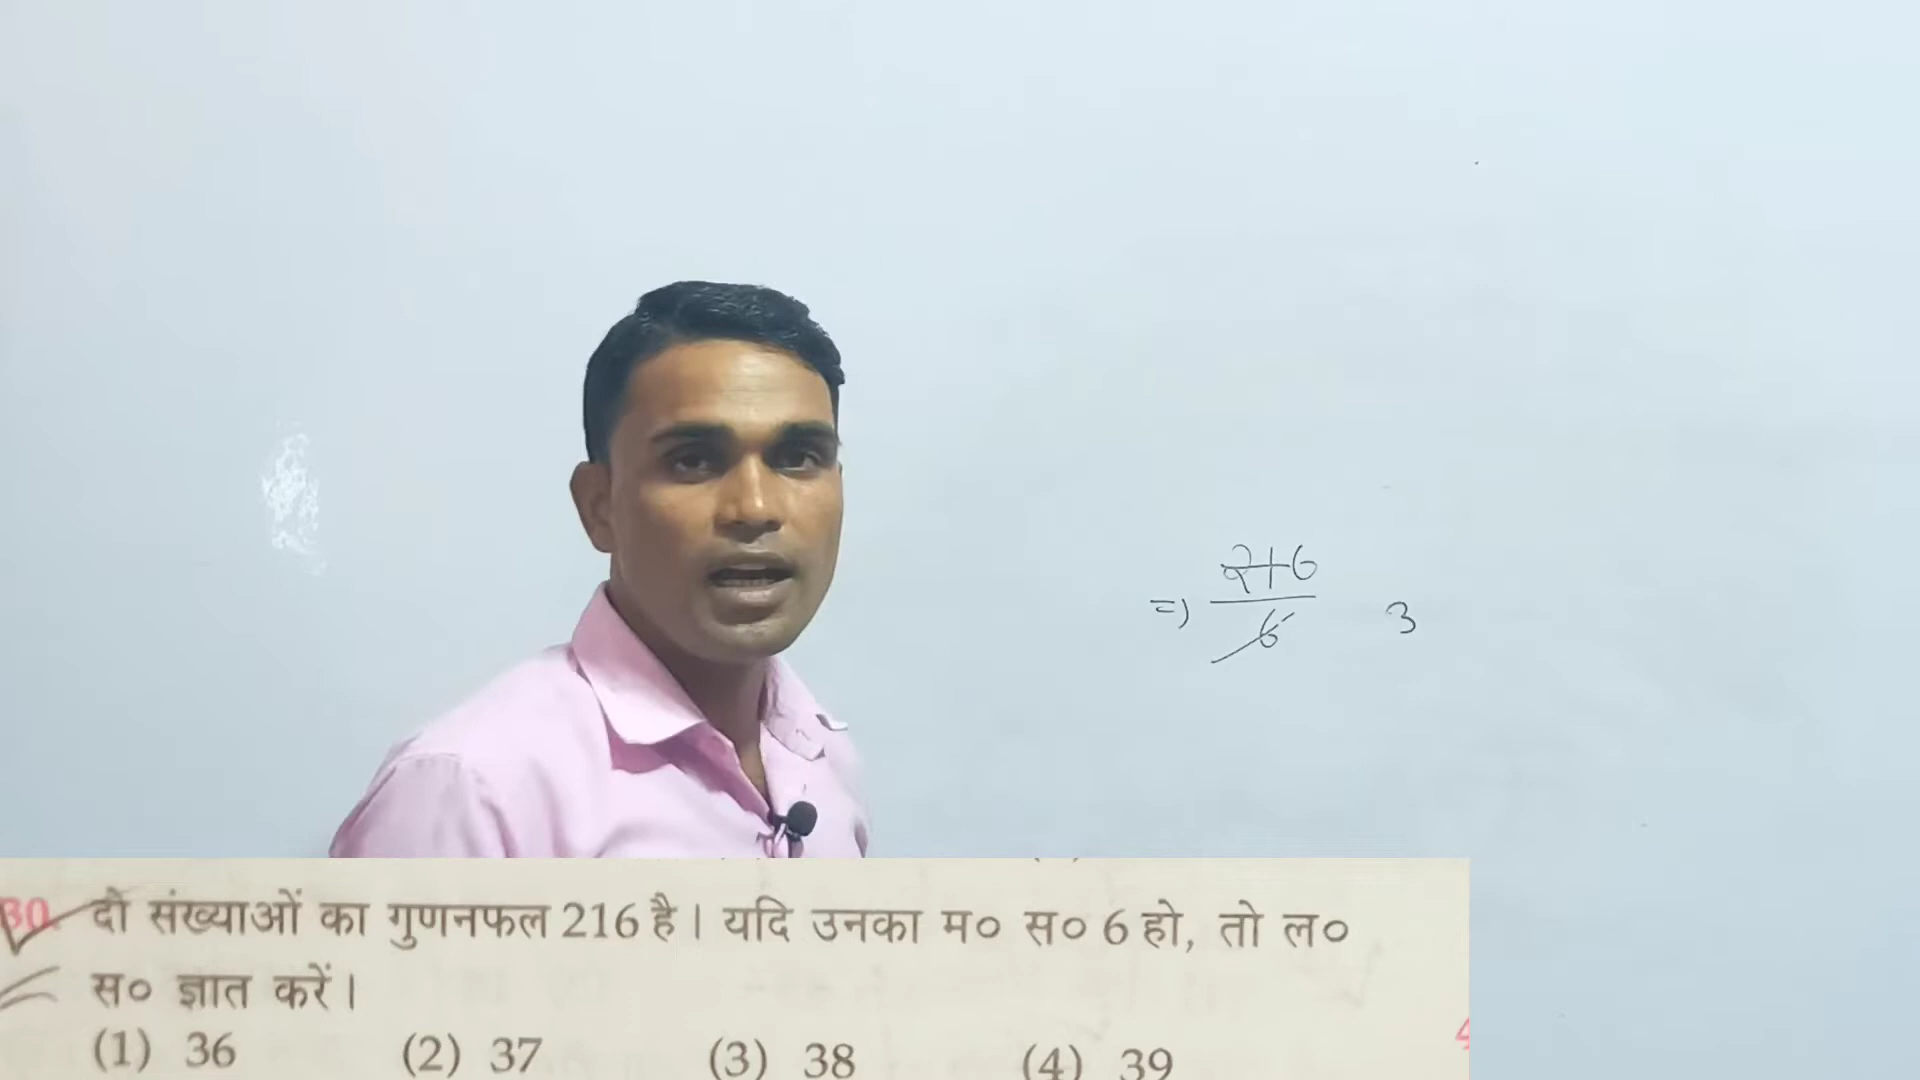 =) 216 3
6
30. दो संख्याओं का गुणनफल 216 है। यदि उनका म० स० 6 हो, तो ल०
स० ज्ञात करें।
(1) 36 (2) 37 (3) 38 (4) 39
4